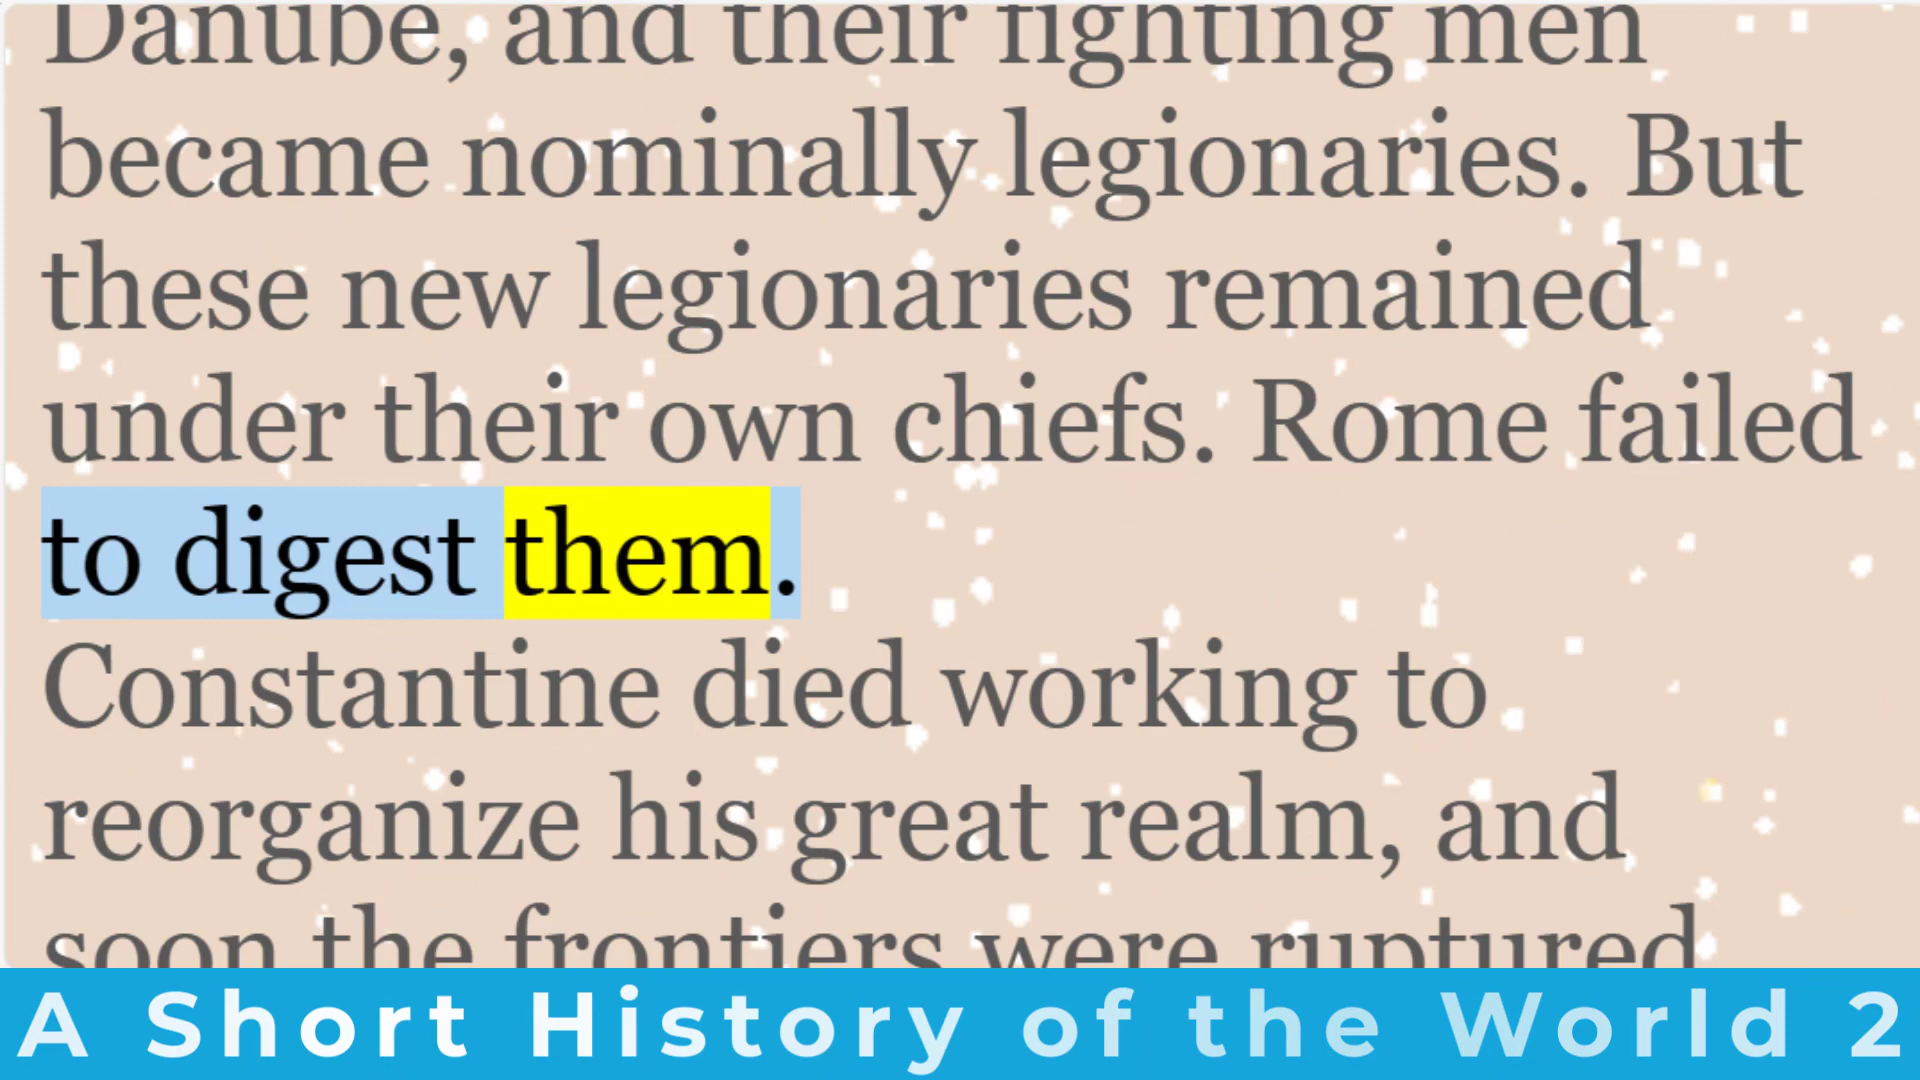 Danube, and their fighting men
became nominally legionaries. But
these new legionaries remained
under their own chiefs. Rome failed
to digest them.
Constantine died working to
reorganize his great realm, and
soon the frontiers were ruptured
A Short History of the World 2